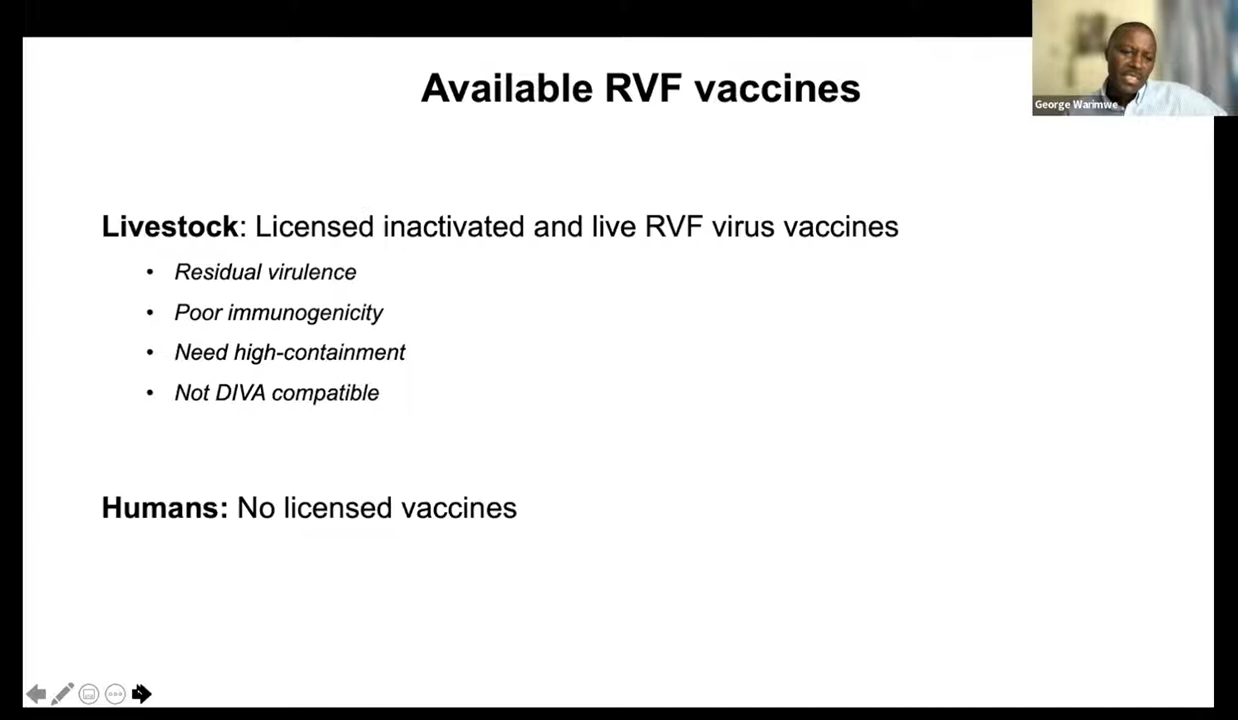 Available RVF vaccines
George Warimwe
Livestock: Licensed inactivated and live RVF virus vaccines
• Residual virulence
• Poor immunogenicity
• Need high-containment
• Not DIVA compatible
Humans: No licensed vaccines